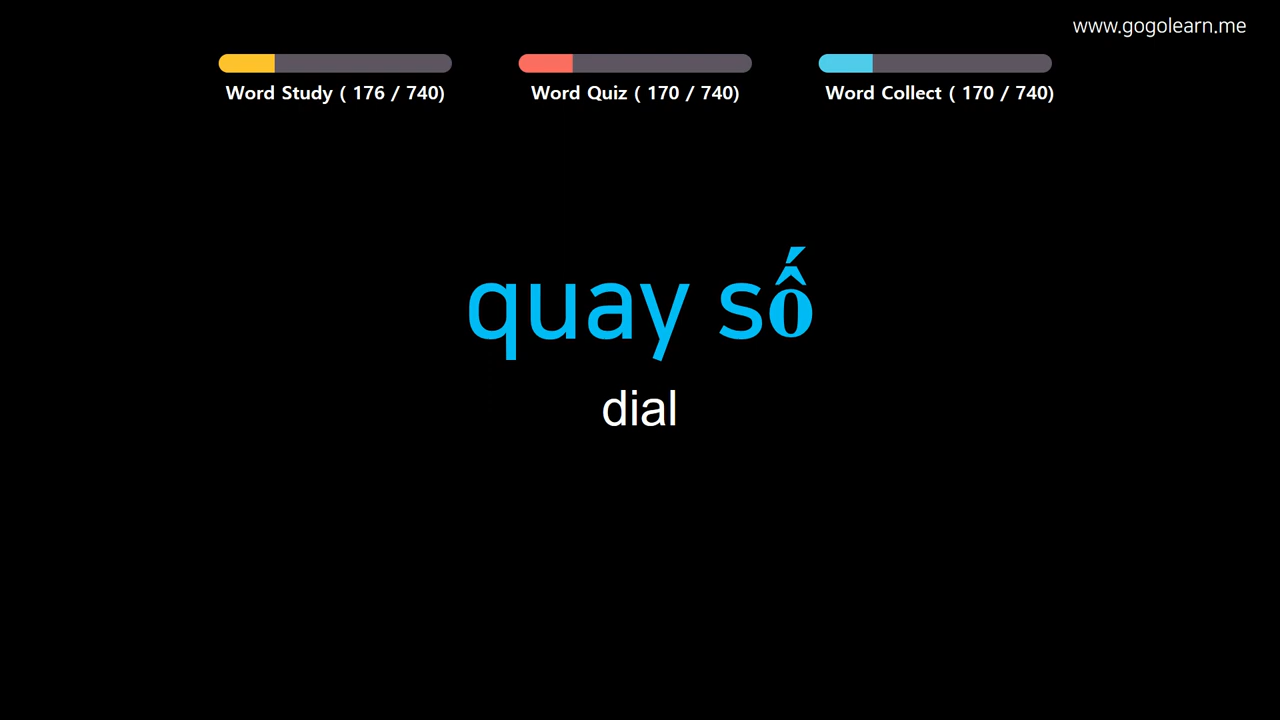 www.gogolearn.me
Word Study ( 176 / 740)
Word Quiz ( 170 / 740)
Word Collect ( 170 / 740)
quay số
dial